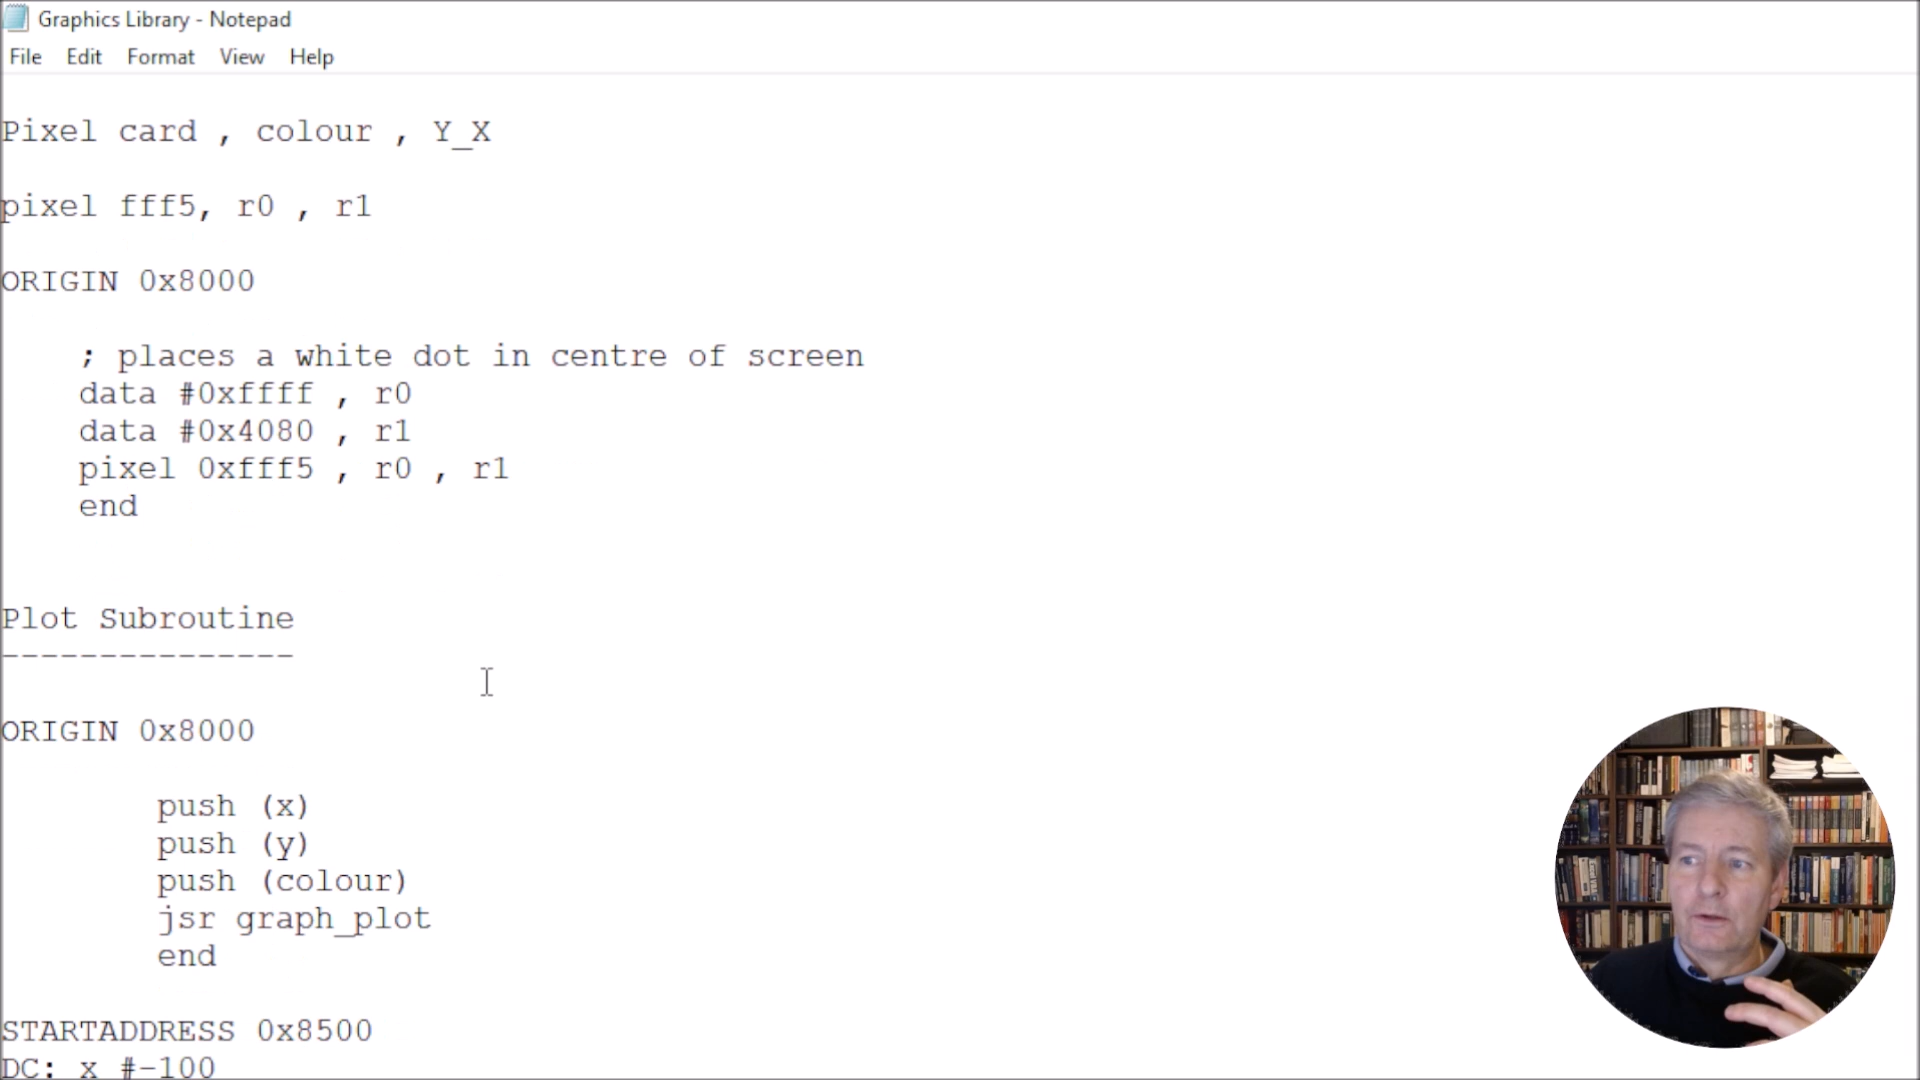 Graphics Library - Notepad
File Edit Format View Help
Pixel card , colour , Y_X
pixel fff5, r0 , r1
ORIGIN 0x8000
; places a white dot in centre of screen
data #0xffff , r0
data #0x4080 , r1
pixel 0xfff5 , r0 , r1
end
Plot Subroutine
---------------
ORIGIN 0x8000
push (x)
push (y)
push (colour)
jsr graph_plot
end
STARTADDRESS 0x8500
DC: x #-100